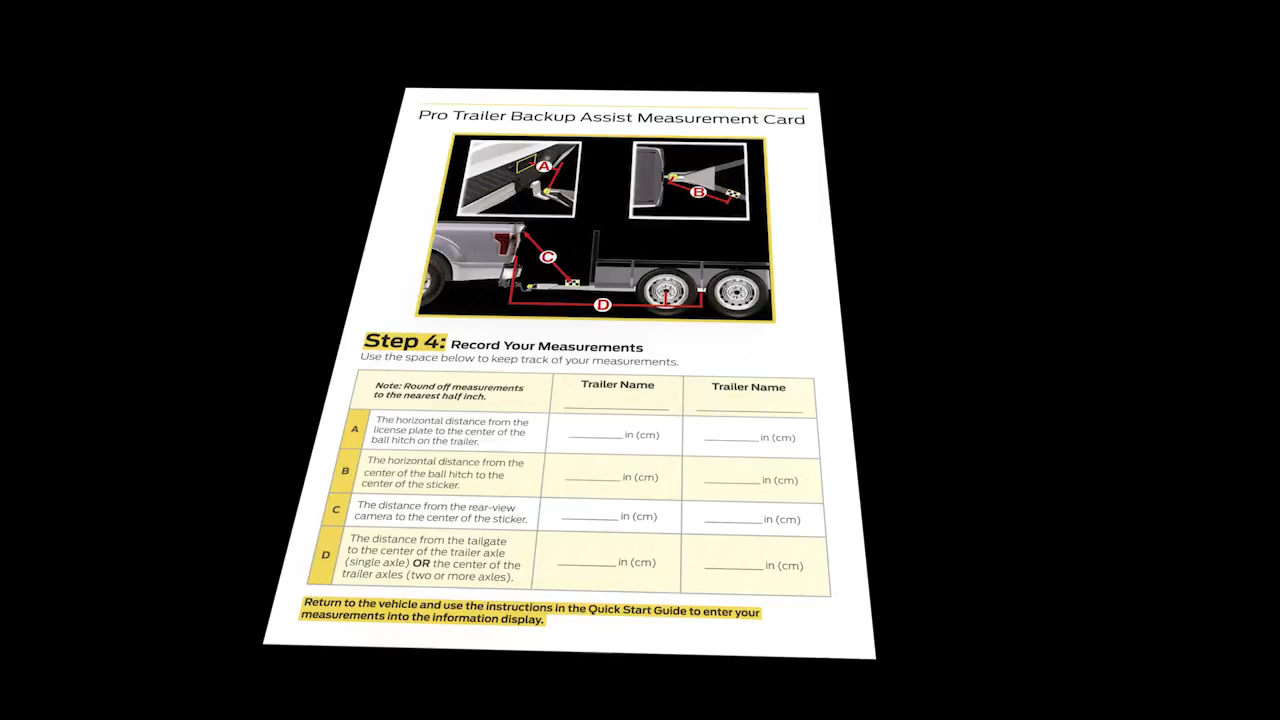 Pro Trailer Backup Assist Measurement Card
A
B
C
D
Step 4: Record Your Measurements
Use the space below to keep track of your measurements.
Note: Round off measurements
to the nearest half inch.
Trailer Name
Trailer Name
A
The horizontal distance from the
license plate to the center of the
ball hitch on the trailer.
in (cm)
in (cm)
B
The horizontal distance from the
center of the ball hitch to the
center of the sticker.
in (cm)
in (cm)
C
The distance from the rear-view
camera to the center of the sticker.
in (cm)
in (cm)
D
The distance from the tailgate
to the center of the trailer axle
(single axle) OR the center of the
trailer axles (two or more axles).
in (cm)
in (cm)
Return to the vehicle and use the instructions in the Quick Start Guide to enter your
measurements into the information display.